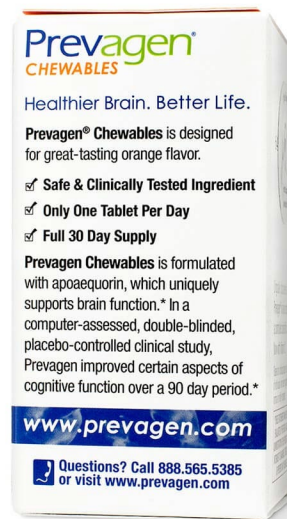 Prevagen®
CHEWABLES
Healthier Brain. Better Life.
Prevagen® Chewables is designed
for great-tasting orange flavor.
Safe & Clinically Tested Ingredient
Only One Tablet Per Day
Full 30 Day Supply
Prevagen Chewables is formulated
with apoaequorin, which uniquely
supports brain function.* In a
computer-assessed, double-blinded,
placebo-controlled clinical study,
Prevagen improved certain aspects of
cognitive function over a 90 day period.*
www.prevagen.com
Questions? Call 888.565.5385
or visit www.prevagen.com